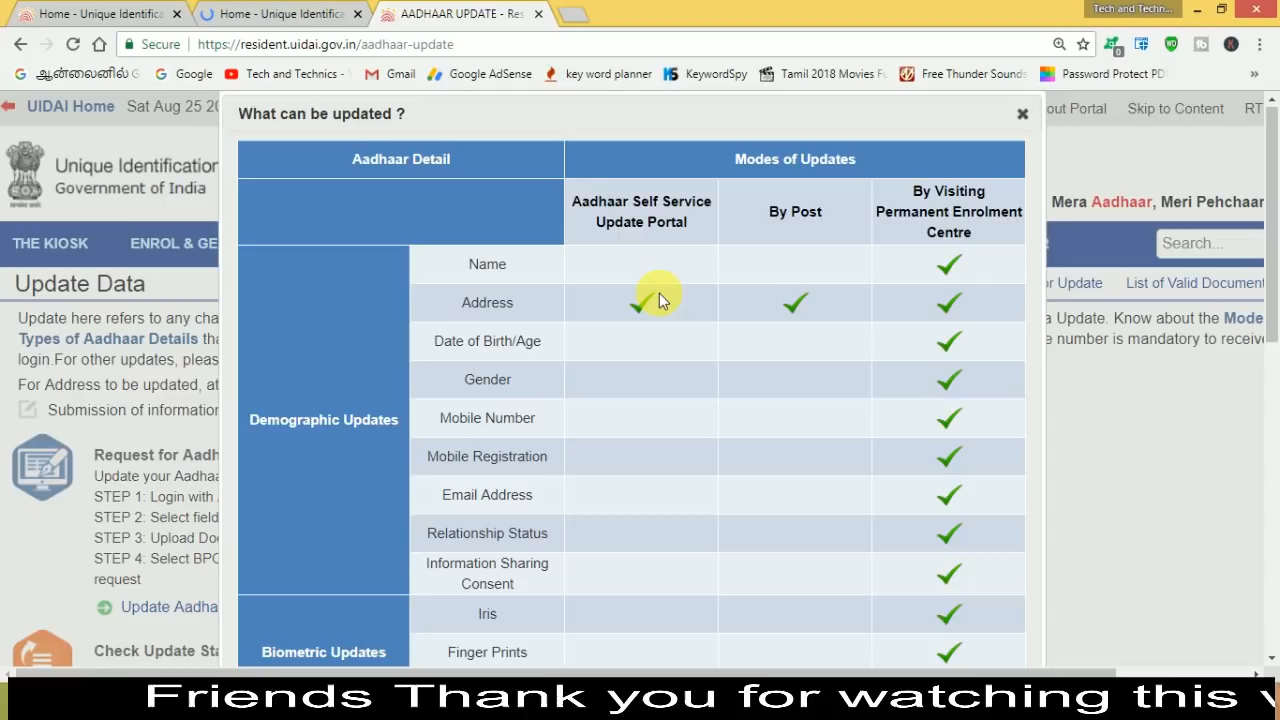 Home - Unique Identifica
Home - Unique Identifica
AADHAAR UPDATE - Res
Tech and Techn...
Secure
https://resident.uidai.gov.in/aadhaar-update
ஆன்லைனில் G
Google
Tech and Technics -
Gmail
Google AdSense
key word planner
KeywordSpy
Tamil 2018 Movies Fu
Free Thunder Sounds
Password Protect PD
UIDAI Home
Sat Aug 25 20
What can be updated ?
out Portal
Skip to Content
RT
Unique Identification
Government of India
Mera Aadhaar, Meri Pehchaan
THE KIOSK
ENROL & GE
Search...
Update Data
or Update
List of Valid Document
Update here refers to any cha
Types of Aadhaar Details tha
login.For other updates, pleas
a Update. Know about the Mode
e number is mandatory to receive
For Address to be updated, at
Submission of information
Request for Aadh
Update your Aadhaa
STEP 1: Login with
STEP 2: Select field
STEP 3: Upload Doc
STEP 4: Select BPO
request
Update Aadha
Check Update Sta
Aadhaar Detail
Modes of Updates
Aadhaar Self Service
Update Portal
By Post
By Visiting
Permanent Enrolment
Centre
Demographic Updates
Name
Address
Date of Birth/Age
Gender
Mobile Number
Mobile Registration
Email Address
Relationship Status
Information Sharing
Consent
Biometric Updates
Iris
Finger Prints
Friends Thank you for watching this v